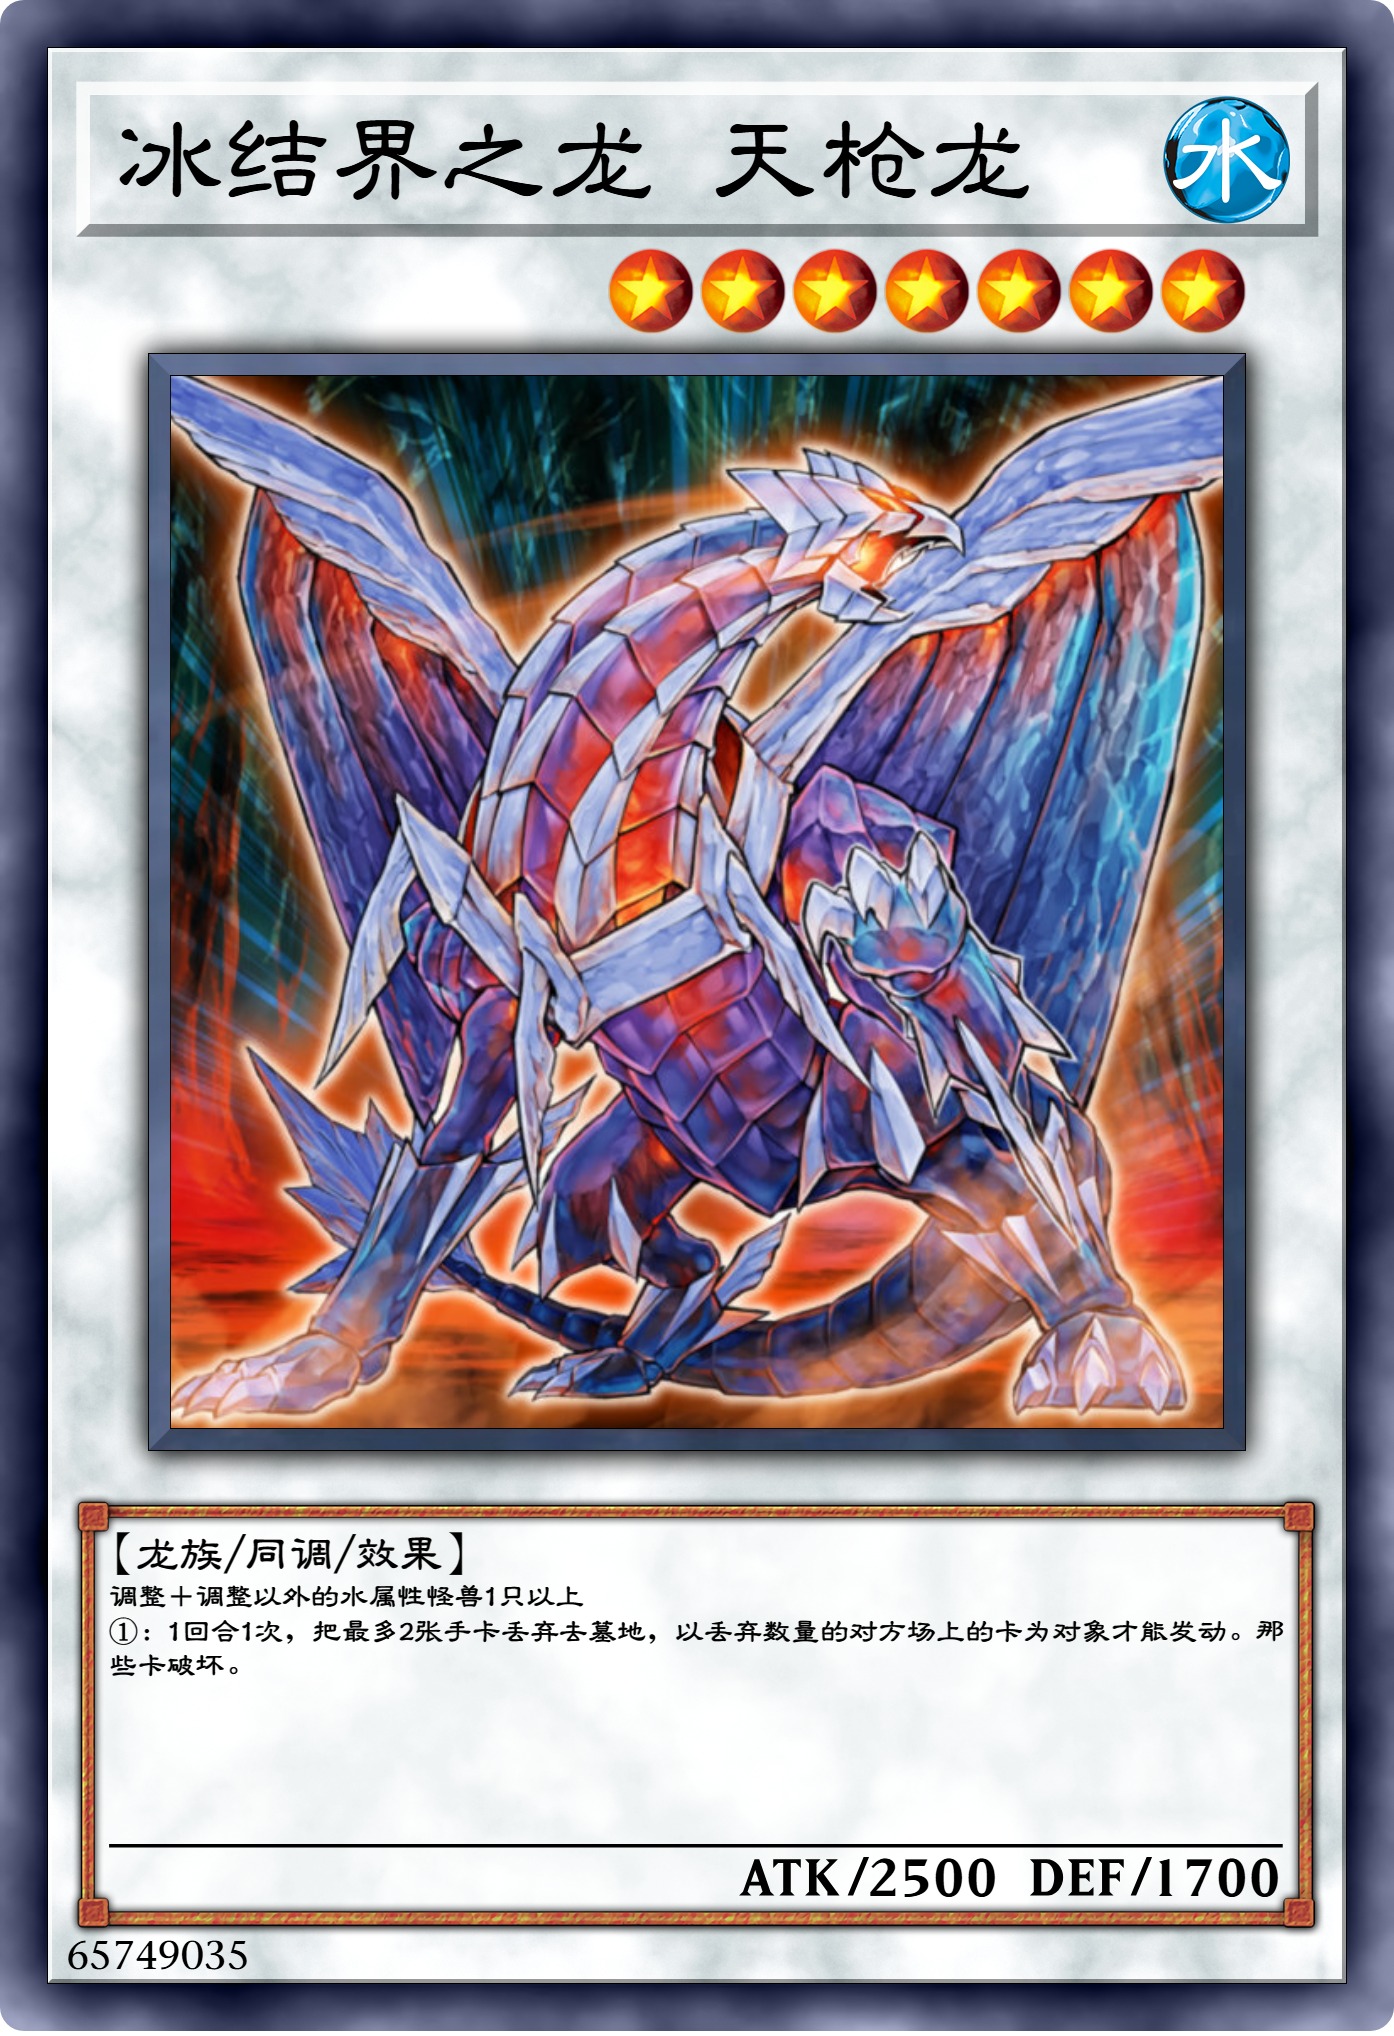 冰结界之龙 天枪龙
水
【龙族/同调/效果】
调整＋调整以外的水属性怪兽1只以上
①：1回合1次，把最多2张手卡丢弃去墓地，以丢弃数量的对方场上的卡为对象才能发动。那
些卡破坏。
ATK/2500 DEF/1700
65749035